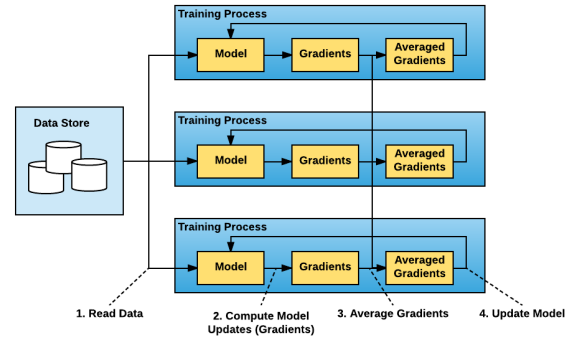 Training Process
Model
Gradients
Averaged
Gradients
Data Store
Training Process
Model
Gradients
Averaged
Gradients
Training Process
Model
Gradients
Averaged
Gradients
1. Read Data
2. Compute Model
Updates (Gradients)
3. Average Gradients
4. Update Model